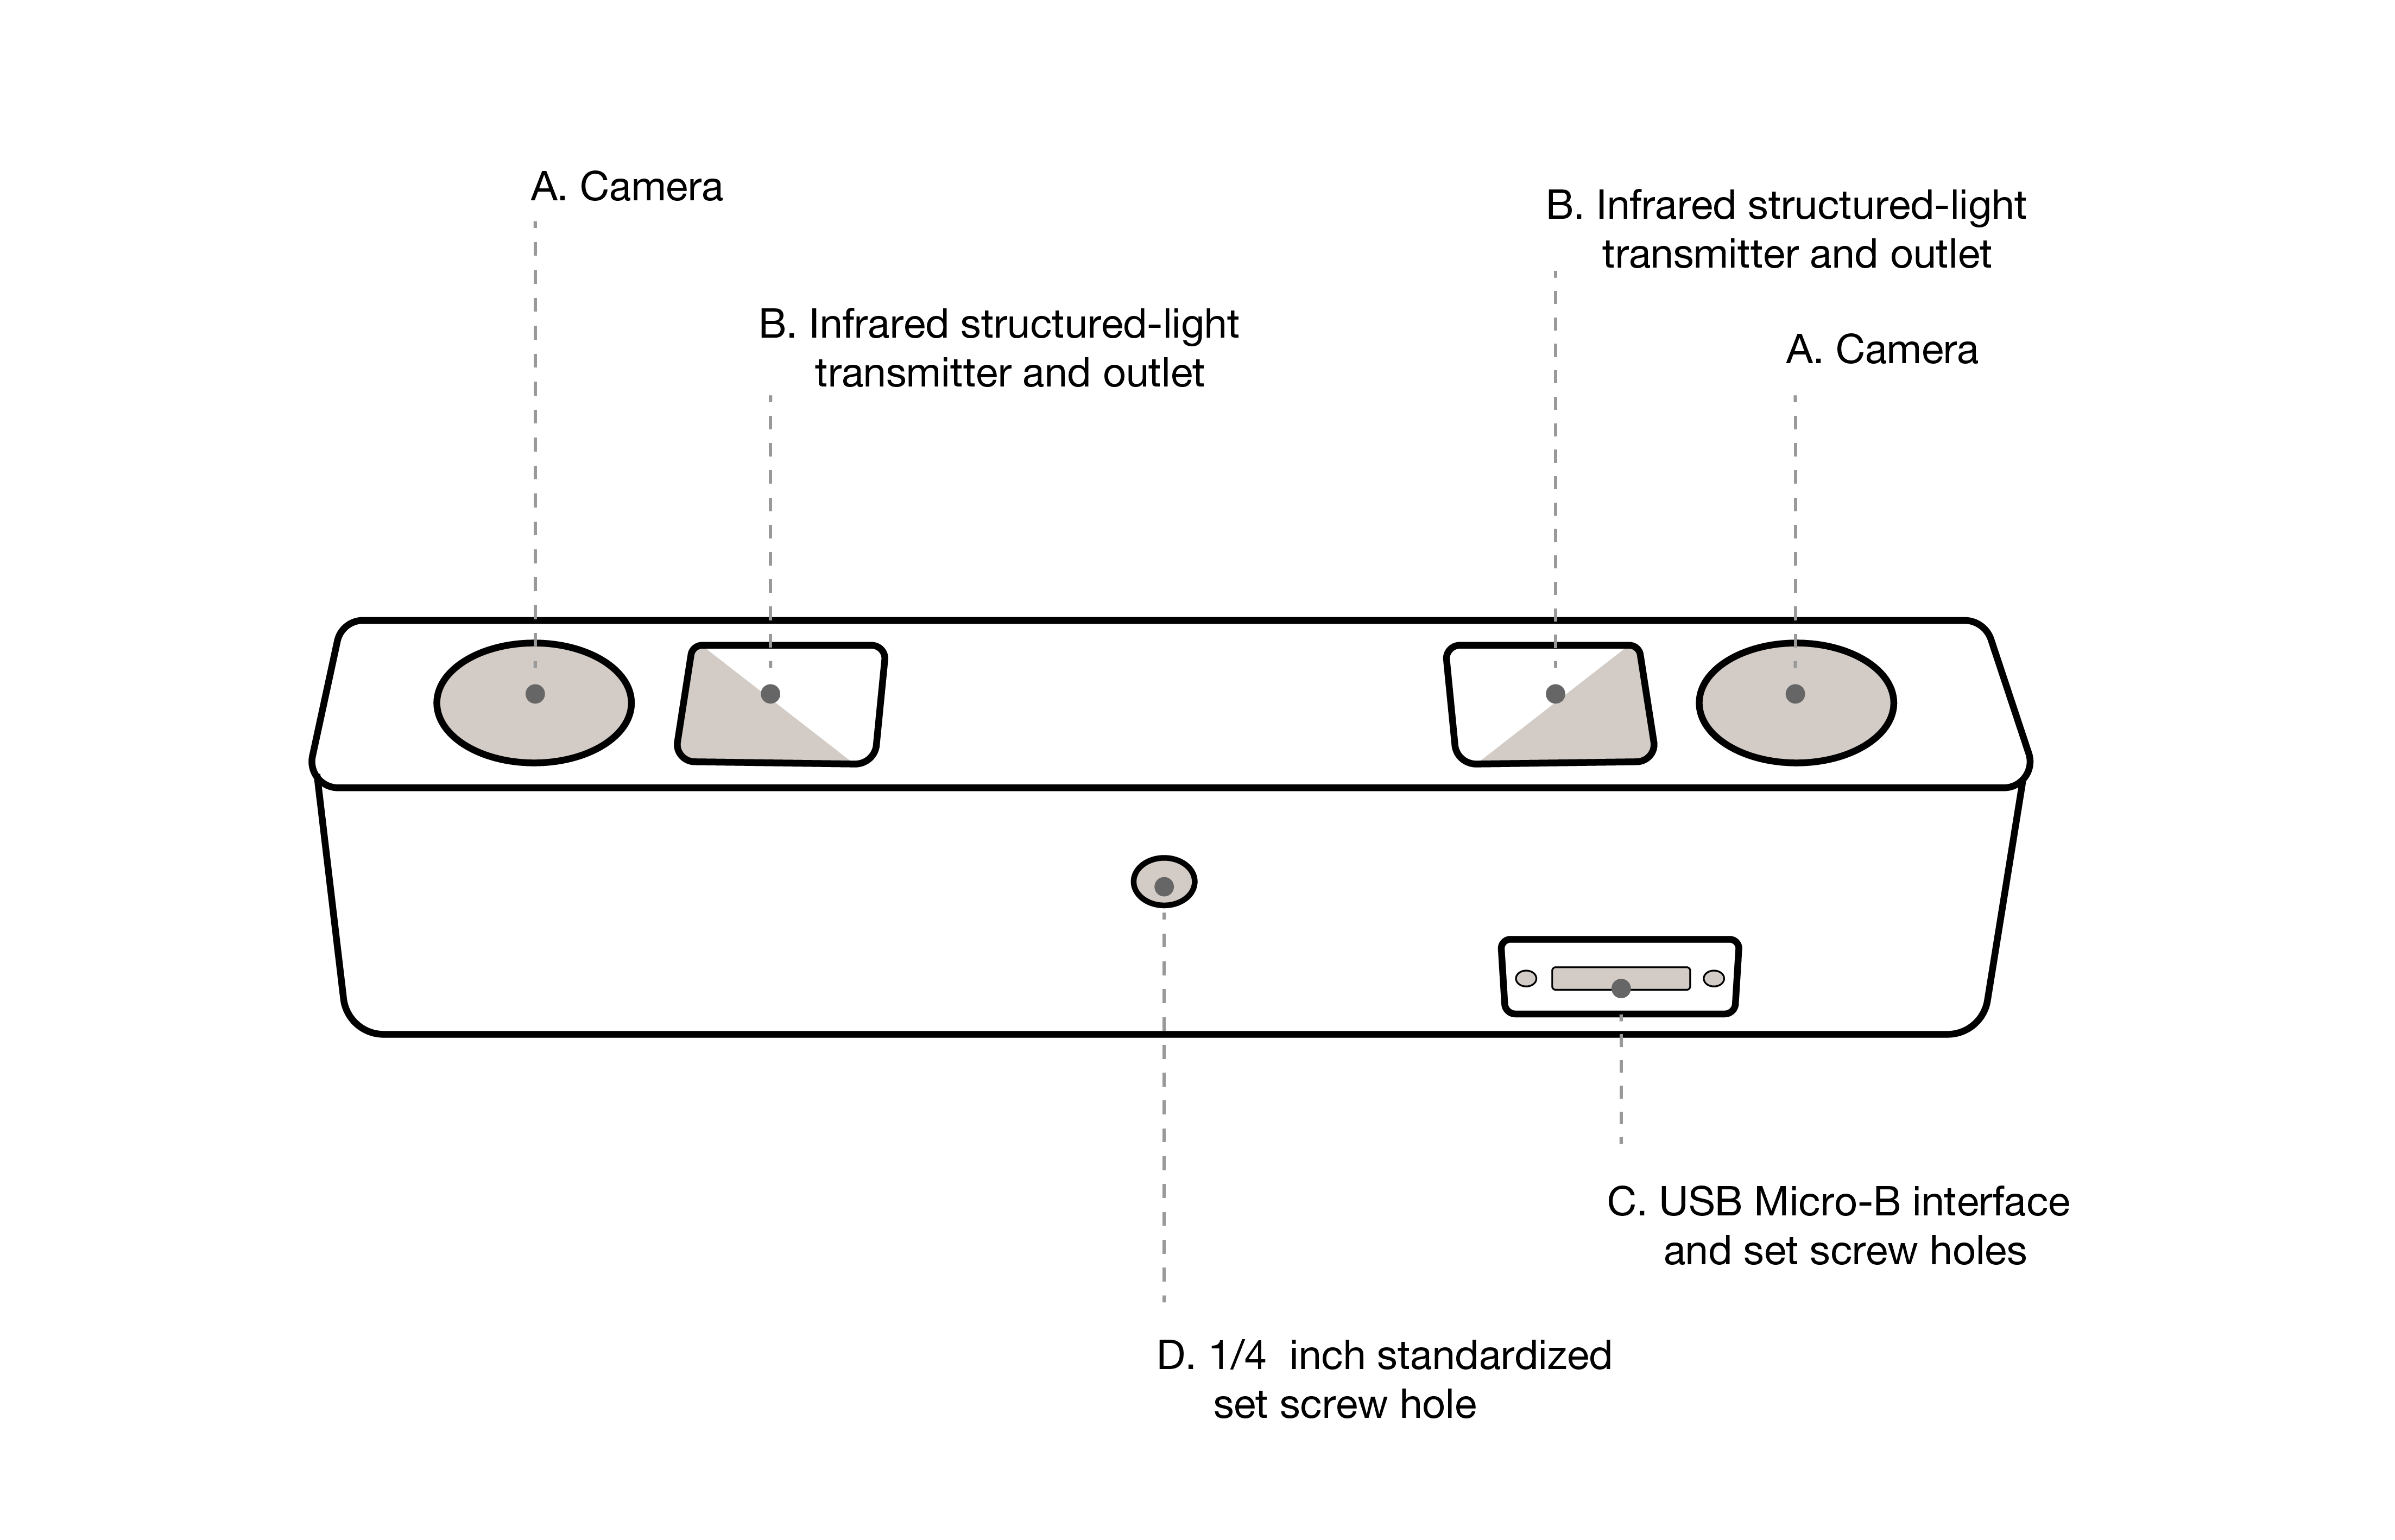 A. Camera
B. Infrared structured-light
transmitter and outlet
B. Infrared structured-light
transmitter and outlet
A. Camera
C. USB Micro-B interface
and set screw holes
D. 1/4  inch standardized
set screw hole